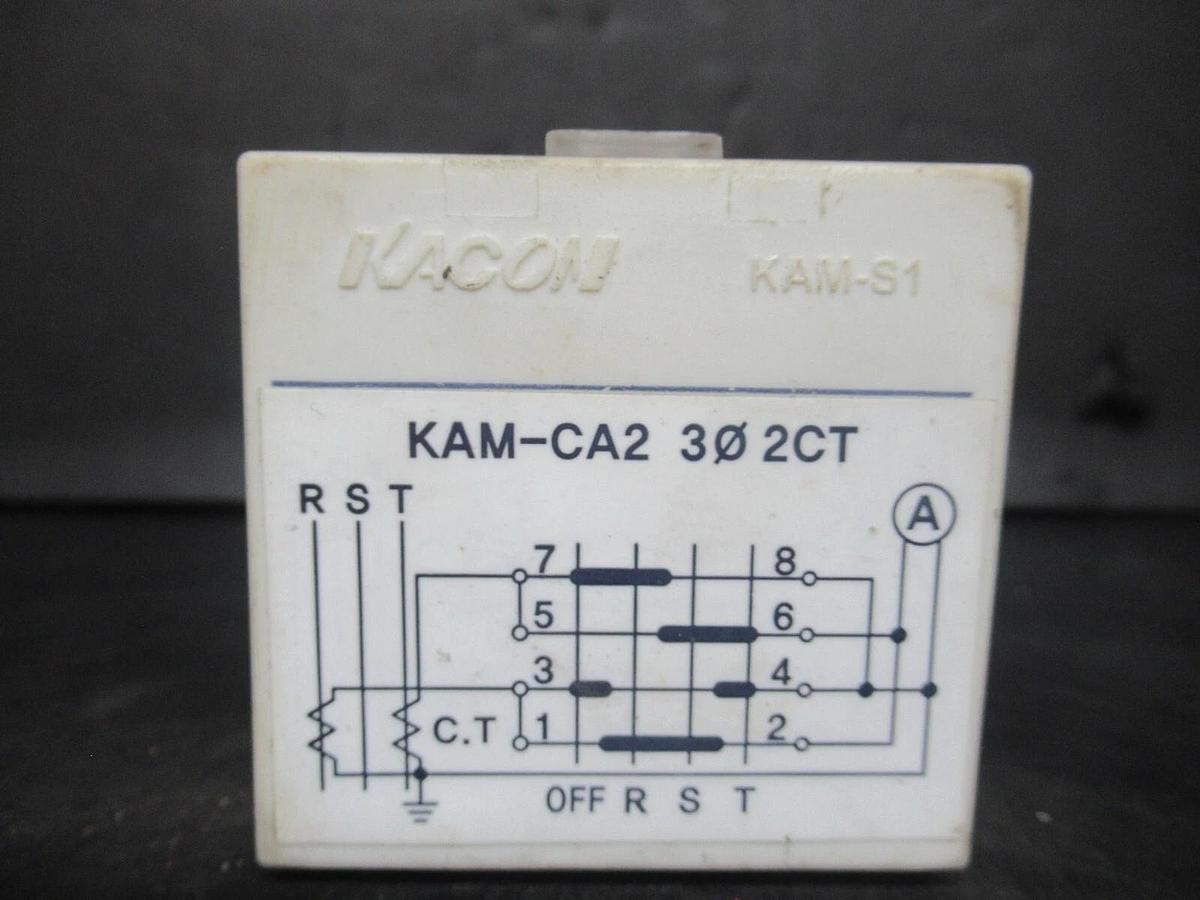 KACON KAM-S1
KAM-CA2 3Ø 2CT
R S T
A
7 8
5 6
3 4
C.T 1 2
OFF R S T